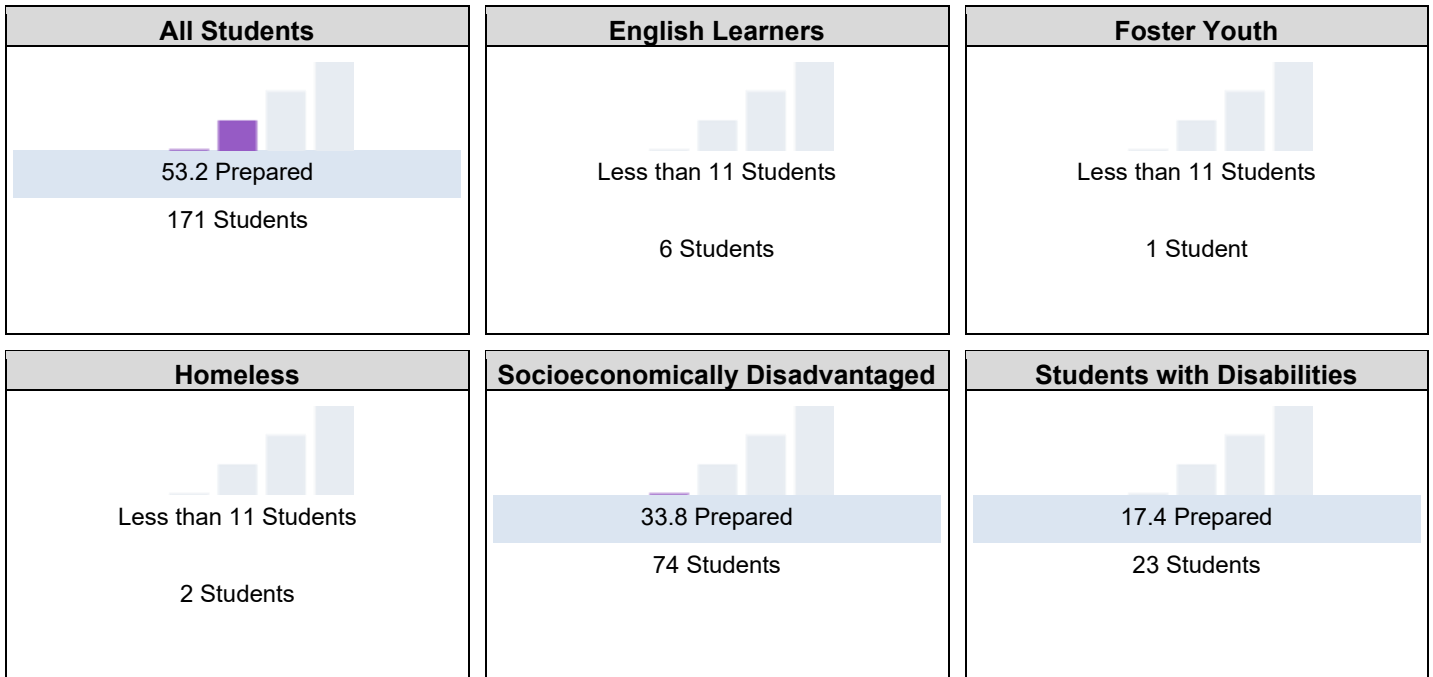 All Students
53.2 Prepared
171 Students
English Learners
Less than 11 Students
6 Students
Foster Youth
Less than 11 Students
1 Student
Homeless
Less than 11 Students
2 Students
Socioeconomically Disadvantaged
33.8 Prepared
74 Students
Students with Disabilities
17.4 Prepared
23 Students